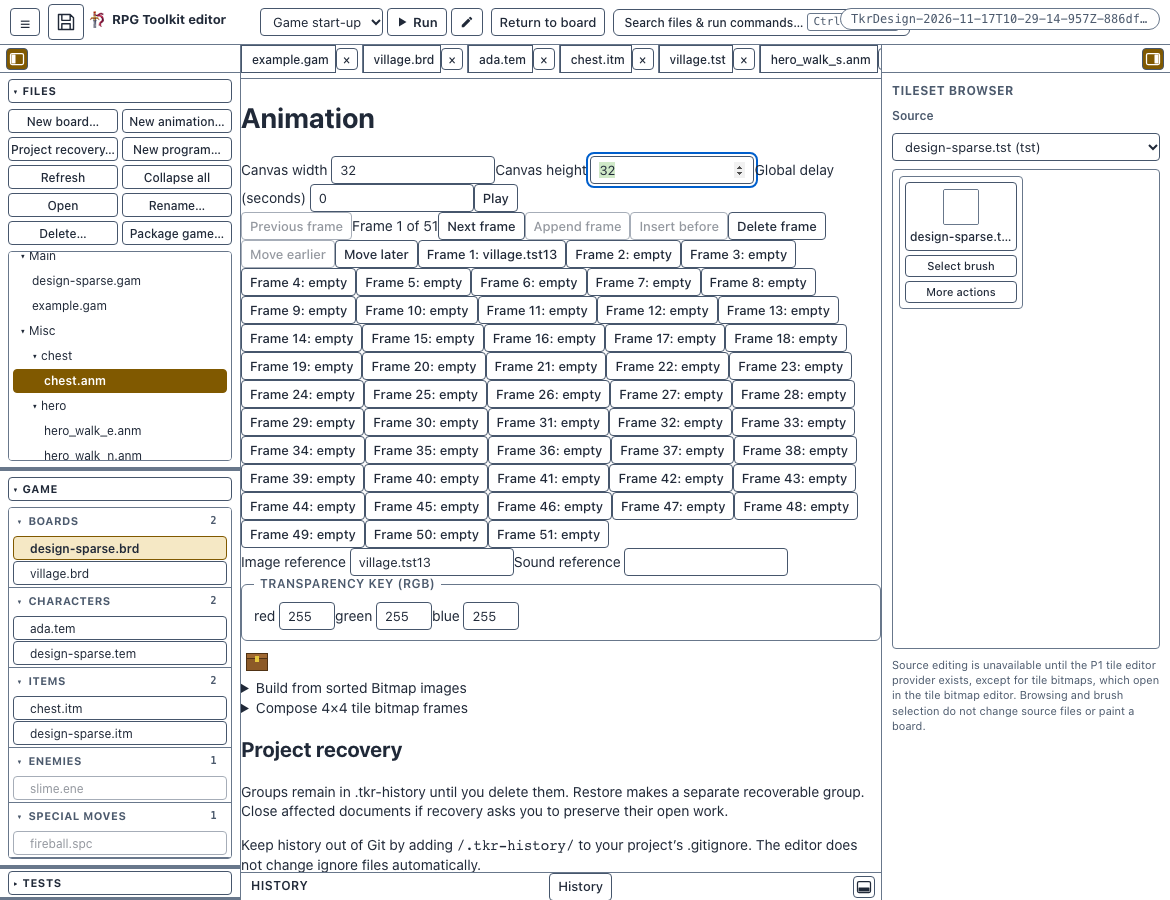 RPG Toolkit editor
Game start-up
Run
Return to board
Search files & run commands...
Ctrl
TkrDesign-2026-11-17T10-29-14-957Z-886df…
example.gam ×
village.brd ×
ada.tem ×
chest.itm ×
village.tst ×
hero_walk_s.anm
FILES
New board...
New animation...
Project recovery...
New program...
Refresh
Collapse all
Open
Rename...
Delete...
Package game...
Main
design-sparse.gam
example.gam
Misc
chest
chest.anm
hero
hero_walk_e.anm
hero_walk_n.anm
GAME
BOARDS 2
design-sparse.brd
village.brd
CHARACTERS 2
ada.tem
design-sparse.tem
ITEMS 2
chest.itm
design-sparse.itm
ENEMIES 1
slime.ene
SPECIAL MOVES 1
fireball.spc
TESTS
Animation
Canvas width 32 Canvas height 32 Global delay
(seconds) 0 Play
Previous frame Frame 1 of 51 Next frame Append frame Insert before Delete frame
Move earlier Move later Frame 1: village.tst13 Frame 2: empty Frame 3: empty
Frame 4: empty Frame 5: empty Frame 6: empty Frame 7: empty Frame 8: empty
Frame 9: empty Frame 10: empty Frame 11: empty Frame 12: empty Frame 13: empty
Frame 14: empty Frame 15: empty Frame 16: empty Frame 17: empty Frame 18: empty
Frame 19: empty Frame 20: empty Frame 21: empty Frame 22: empty Frame 23: empty
Frame 24: empty Frame 25: empty Frame 26: empty Frame 27: empty Frame 28: empty
Frame 29: empty Frame 30: empty Frame 31: empty Frame 32: empty Frame 33: empty
Frame 34: empty Frame 35: empty Frame 36: empty Frame 37: empty Frame 38: empty
Frame 39: empty Frame 40: empty Frame 41: empty Frame 42: empty Frame 43: empty
Frame 44: empty Frame 45: empty Frame 46: empty Frame 47: empty Frame 48: empty
Frame 49: empty Frame 50: empty Frame 51: empty
Image reference village.tst13 Sound reference
TRANSPARENCY KEY (RGB)
red 255 green 255 blue 255
Build from sorted Bitmap images
Compose 4×4 tile bitmap frames
Project recovery
Groups remain in .tkr-history until you delete them. Restore makes a separate recoverable group.
Close affected documents if recovery asks you to preserve their open work.
Keep history out of Git by adding /.tkr-history/ to your project's .gitignore. The editor does
not change ignore files automatically.
HISTORY
History
TILESET BROWSER
Source
design-sparse.tst (tst)
design-sparse.t...
Select brush
More actions
Source editing is unavailable until the P1 tile editor
provider exists, except for tile bitmaps, which open
in the tile bitmap editor. Browsing and brush
selection do not change source files or paint a
board.